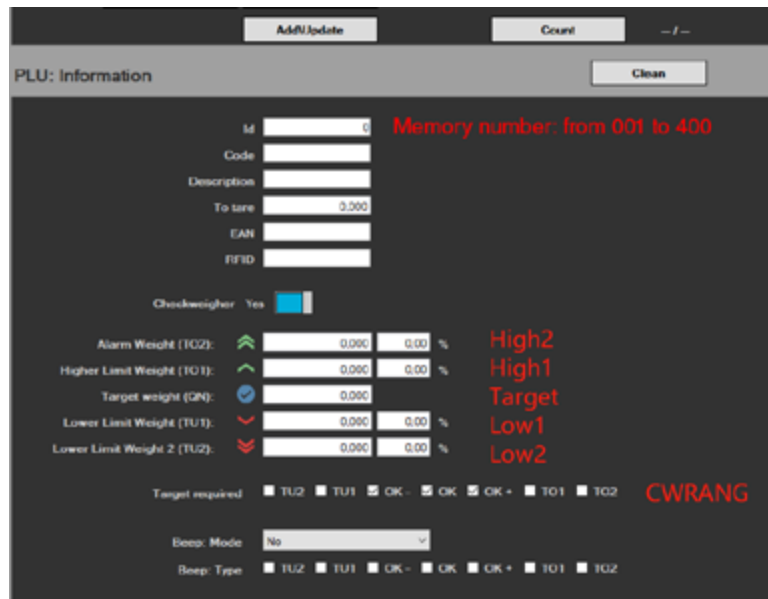 Add\Update Count --/--
PLU: Information Clean
Id 0 Memory number: from 001 to 400
Code
Description
To tare 0,000
EAN
RFID
Checkweigher Yes
Alarm Weight (TO2): 0,000 0,00 % High2
Higher Limit Weight (TO1): 0,000 0,00 % High1
Target weight (QN): 0,000 Target
Lower Limit Weight (TU1): 0,000 0,00 % Low1
Lower Limit Weight 2 (TU2): 0,000 0,00 % Low2
Target required TU2 TU1 OK- OK OK+ TO1 TO2 CWRANG
Beep: Mode No
Beep: Type TU2 TU1 OK- OK OK+ TO1 TO2